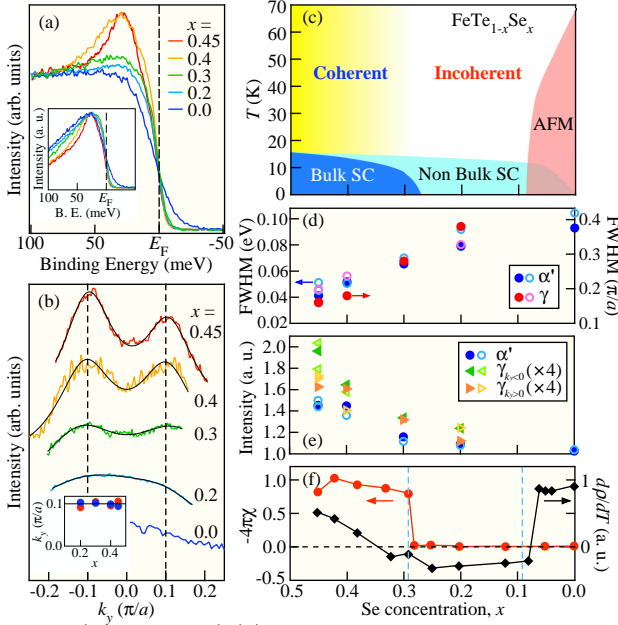 (a)
x =
0.45
0.4
0.3
0.2
0.0
Intensity (arb. units)
Intensity (a. u.)
100
50
E_F
B. E. (meV)
100
50
E_F
-50
Binding Energy (meV)
(b)
x =
0.45
0.4
0.3
0.2
0.0
Intensity (arb. units)
k_y (π/a)
0.1
0.0
0.2
0.4
x
-0.2
-0.1
0.0
0.1
0.2
k_y (π/a)
(c)
FeTe_{1-x}Se_x
Coherent
Incoherent
AFM
Bulk SC
Non Bulk SC
T (K)
70
60
50
40
30
20
10
0
(d)
FWHM (eV)
0.10
0.08
0.06
0.04
0.02
α'
γ
0.4
0.3
0.2
0.1
FWHM (π/a)
(e)
Intensity (a. u.)
2.0
1.8
1.6
1.4
1.2
1.0
α'
γ_{k_y<0} (×4)
γ_{k_y>0} (×4)
(f)
-4πχ
1.0
0.5
0.0
-0.5
1
0
dρ/dT (a.u.)
0.5
0.4
0.3
0.2
0.1
0.0
Se concentration, x